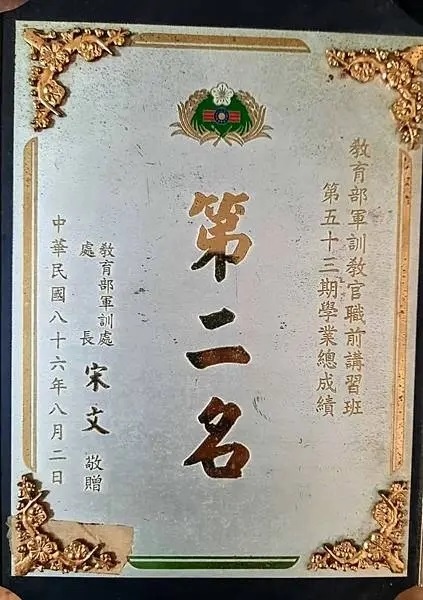 教育部軍訓教官職前講習班
第五十三期學業總成績
第二名
教育部軍訓處
處長 宋文 敬贈
中華民國八十六年八月二日